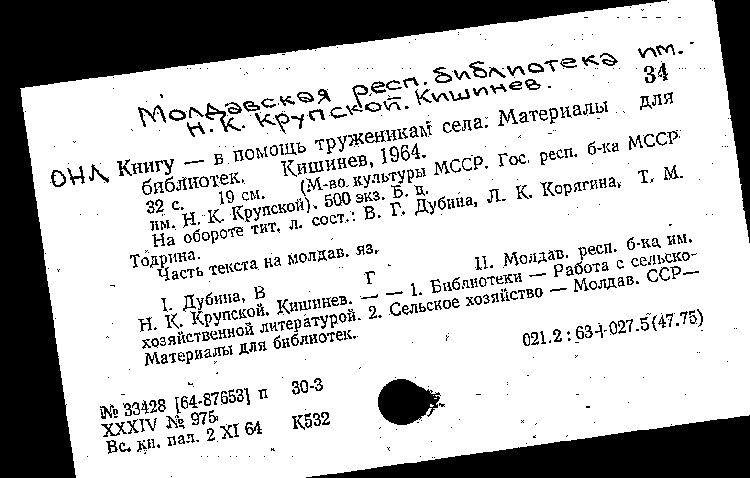 Молдавская респ. библиотека им.
Н. К. Крупской. Кишинев.
34
ОНЛ Книгу — в помощь труженикам села. Материалы для
библиотек. Кишинев, 1964.
32 с. 19 см. (М-во культуры МССР. Гос. респ. б-ка МССР
им. Н. К. Крупской). 500 экз. Б. ц.
На обороте тит. л. сост.: В. Г. Дубина, Л. К. Корягина, Т. М.
Тодрина.
Часть текста на молдав. яз.
I. Дубина, В Г II. Молдав. респ. б-ка им.
Н. К. Крупской, Кишинев. — — 1. Библиотеки — Работа с сельско-
хозяйственной литературой. 2. Сельское хозяйство — Молдав. ССР—
Материалы для библиотек.
021.2 : 63+027.5(47.75)
№ 33428 [64-87653] п 30-3
XXXIV № 975
Вс. кн. пал. 2 XI 64 К532